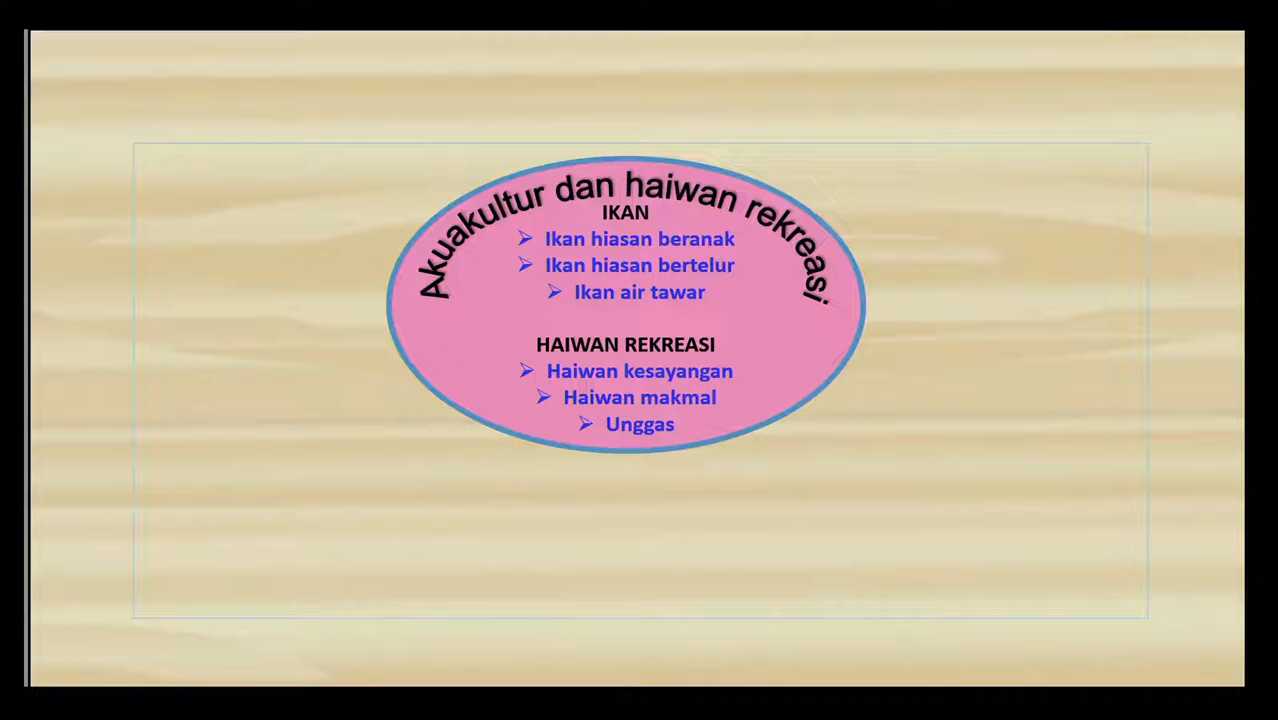 Akuakultur dan haiwan rekreasi
IKAN
Ikan hiasan beranak
Ikan hiasan bertelur
Ikan air tawar
HAIWAN REKREASI
Haiwan kesayangan
Haiwan makmal
Unggas